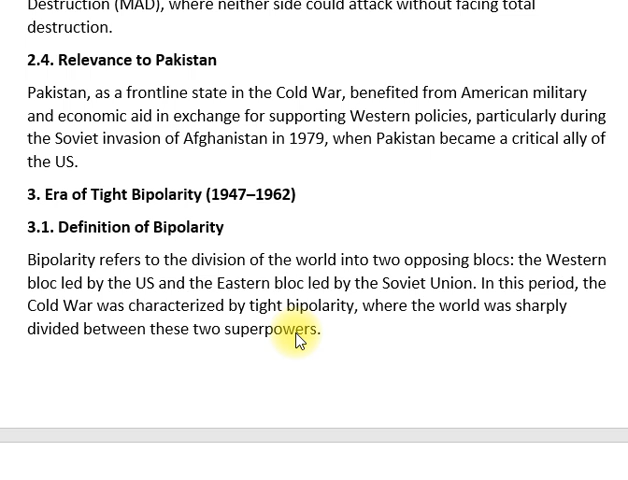 Destruction (MAD), where neither side could attack without facing total
destruction.
2.4. Relevance to Pakistan
Pakistan, as a frontline state in the Cold War, benefited from American military
and economic aid in exchange for supporting Western policies, particularly during
the Soviet invasion of Afghanistan in 1979, when Pakistan became a critical ally of
the US.
3. Era of Tight Bipolarity (1947–1962)
3.1. Definition of Bipolarity
Bipolarity refers to the division of the world into two opposing blocs: the Western
bloc led by the US and the Eastern bloc led by the Soviet Union. In this period, the
Cold War was characterized by tight bipolarity, where the world was sharply
divided between these two superpowers.